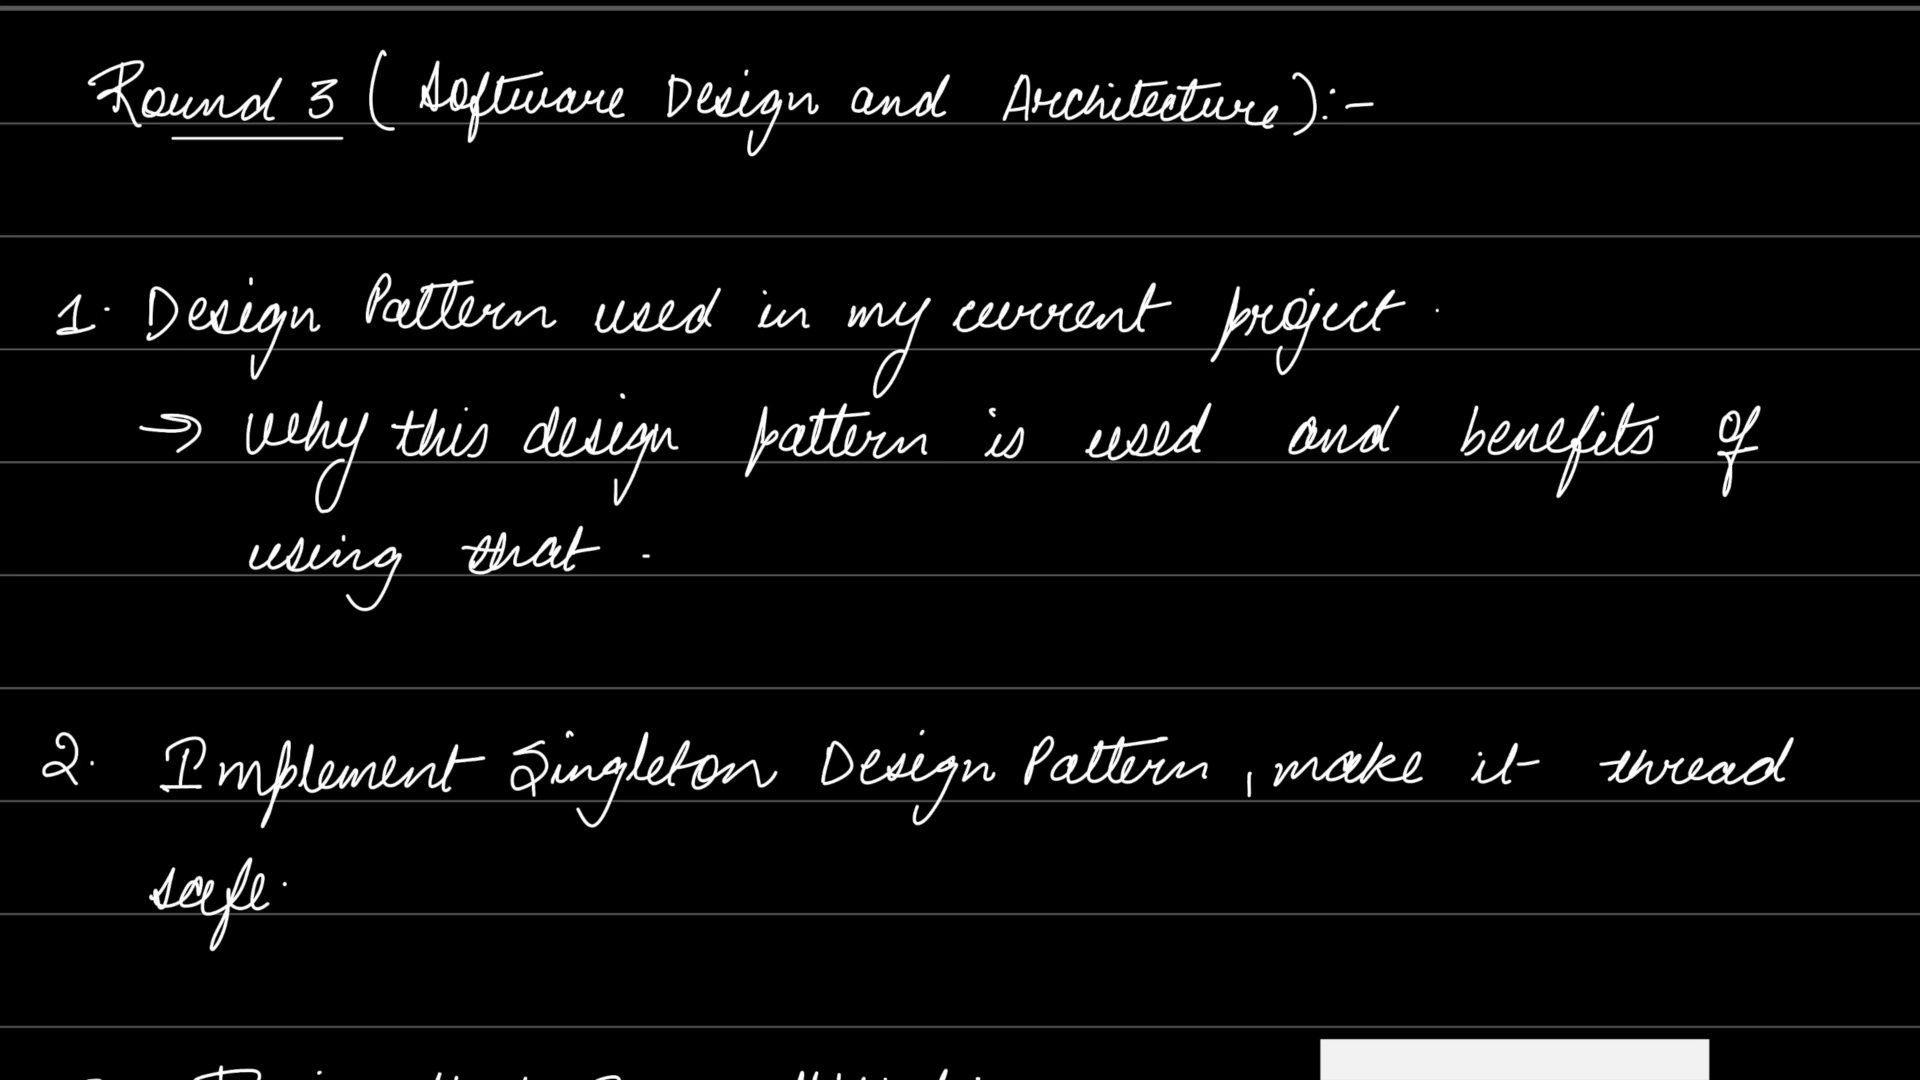 Round 3 (Software Design and Architecture):-
1. Design Pattern used in my current project.
→ Why this design pattern is used and benefits of
using that.
2. Implement Singleton Design Pattern, make it thread
safe.